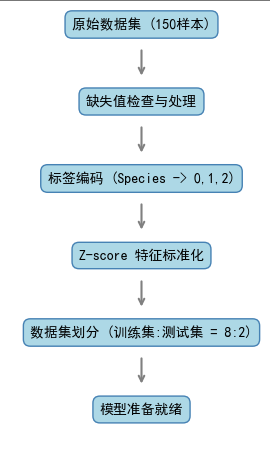 原始数据集 (150样本)
缺失值检查与处理
标签编码 (Species -> 0,1,2)
Z-score 特征标准化
数据集划分 (训练集:测试集 = 8:2)
模型准备就绪